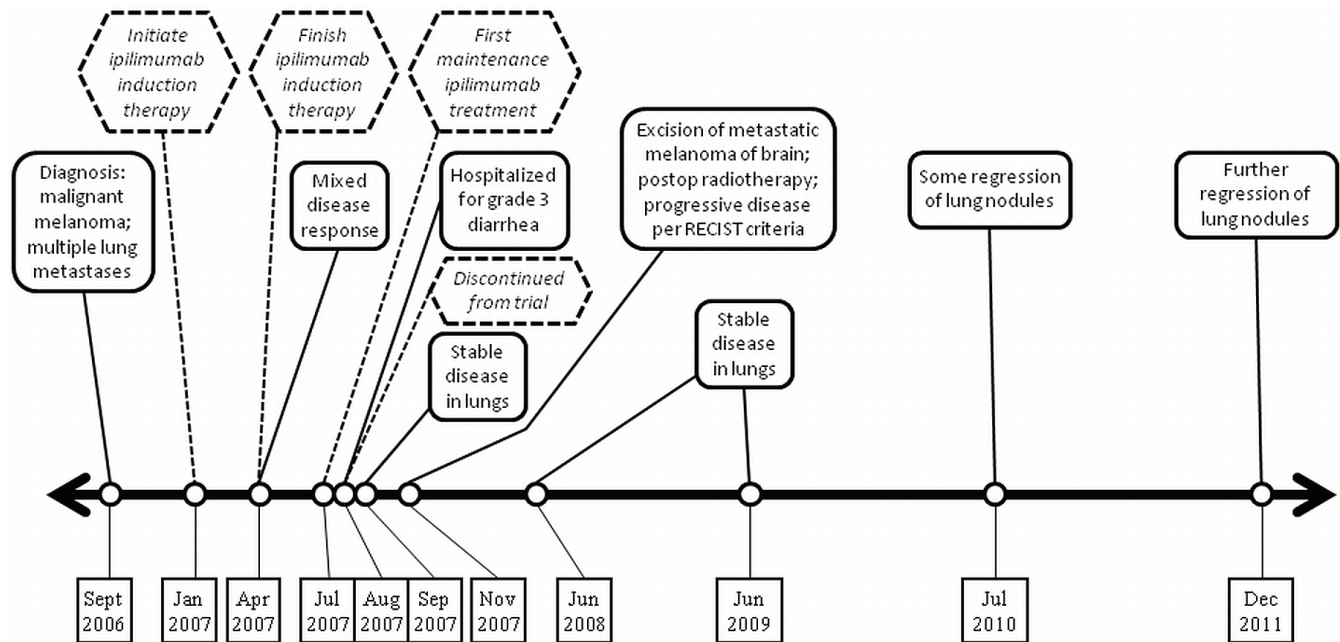 Initiate
ipilimumab
induction
therapy
Finish
ipilimumab
induction
therapy
First
maintenance
ipilimumab
treatment
Diagnosis:
malignant
melanoma;
multiple lung
metastases
Mixed
disease
response
Hospitalized
for grade 3
diarrhea
Discontinued
from trial
Stable
disease
in lungs
Excision of metastatic
melanoma of brain;
postop radiotherapy;
progressive disease
per RECIST criteria
Stable
disease
in lungs
Some regression
of lung nodules
Further
regression of
lung nodules
Sept
2006
Jan
2007
Apr
2007
Jul
2007
Aug
2007
Sep
2007
Nov
2007
Jun
2008
Jun
2009
Jul
2010
Dec
2011